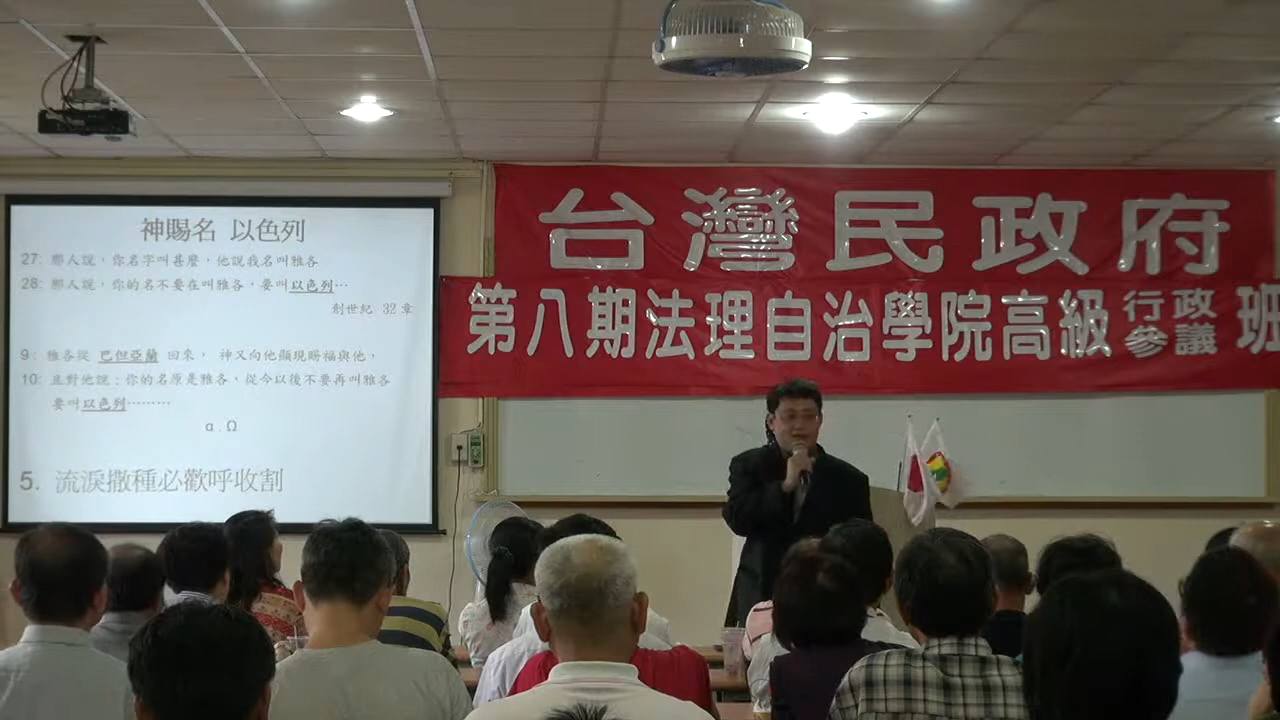 神賜名 以色列
27: 那人說，你名字叫甚麼，他說我名叫雅各
28: 那人說，你的名不要在叫雅各，要叫以色列…
創世紀 32 章
9: 雅各從 巴但亞蘭 回來， 神又向他顯現賜福與他，
10: 且對他說：你的名原是雅各，從今以後不要再叫雅各
要叫以色列………
α . Ω
5. 流淚撒種必歡呼收割
台灣民政府
第八期法理自治學院高級行政參議班